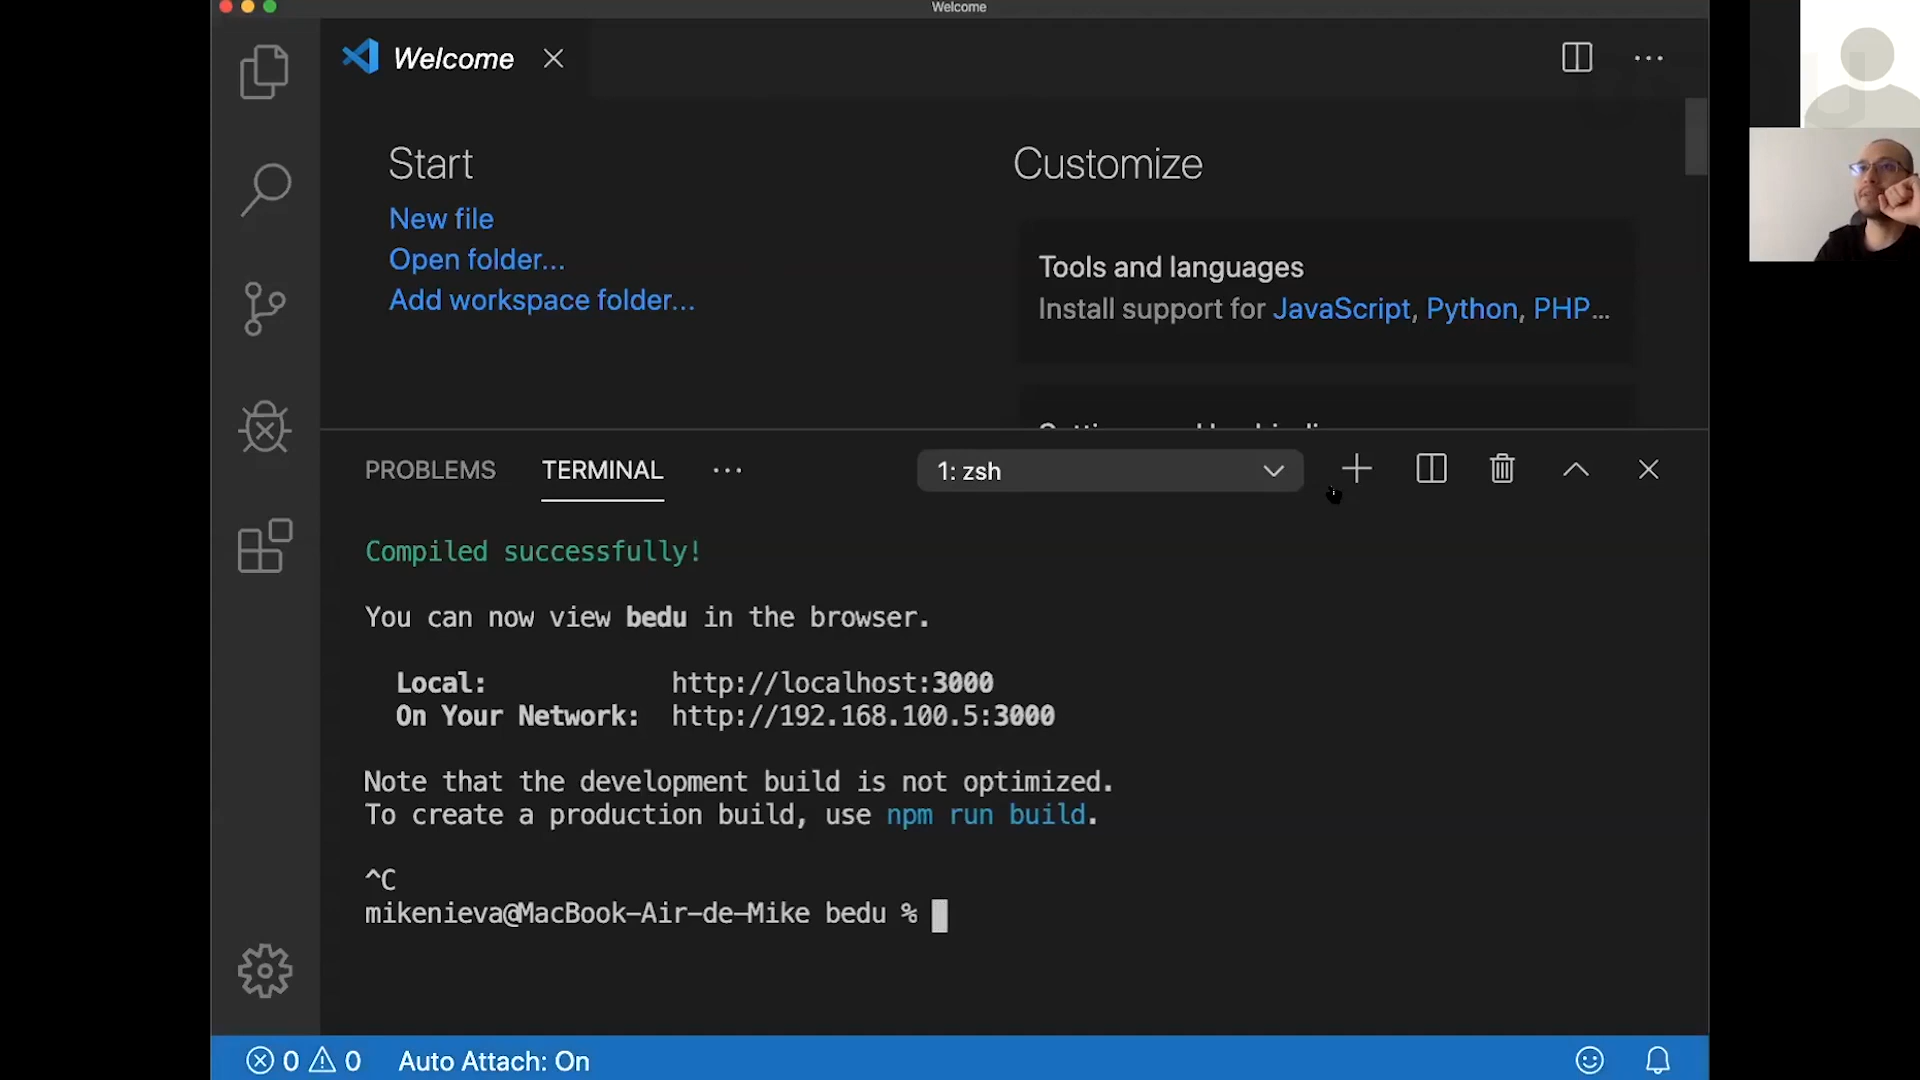 Welcome
Welcome
Start
New file
Open folder...
Add workspace folder...
Customize
Tools and languages
Install support for JavaScript, Python, PHP...
PROBLEMS
TERMINAL
1: zsh
Compiled successfully!
You can now view bedu in the browser.
Local: http://localhost:3000
On Your Network: http://192.168.100.5:3000
Note that the development build is not optimized.
To create a production build, use npm run build.
^C
mikenieva@MacBook-Air-de-Mike bedu %
0 0 Auto Attach: On